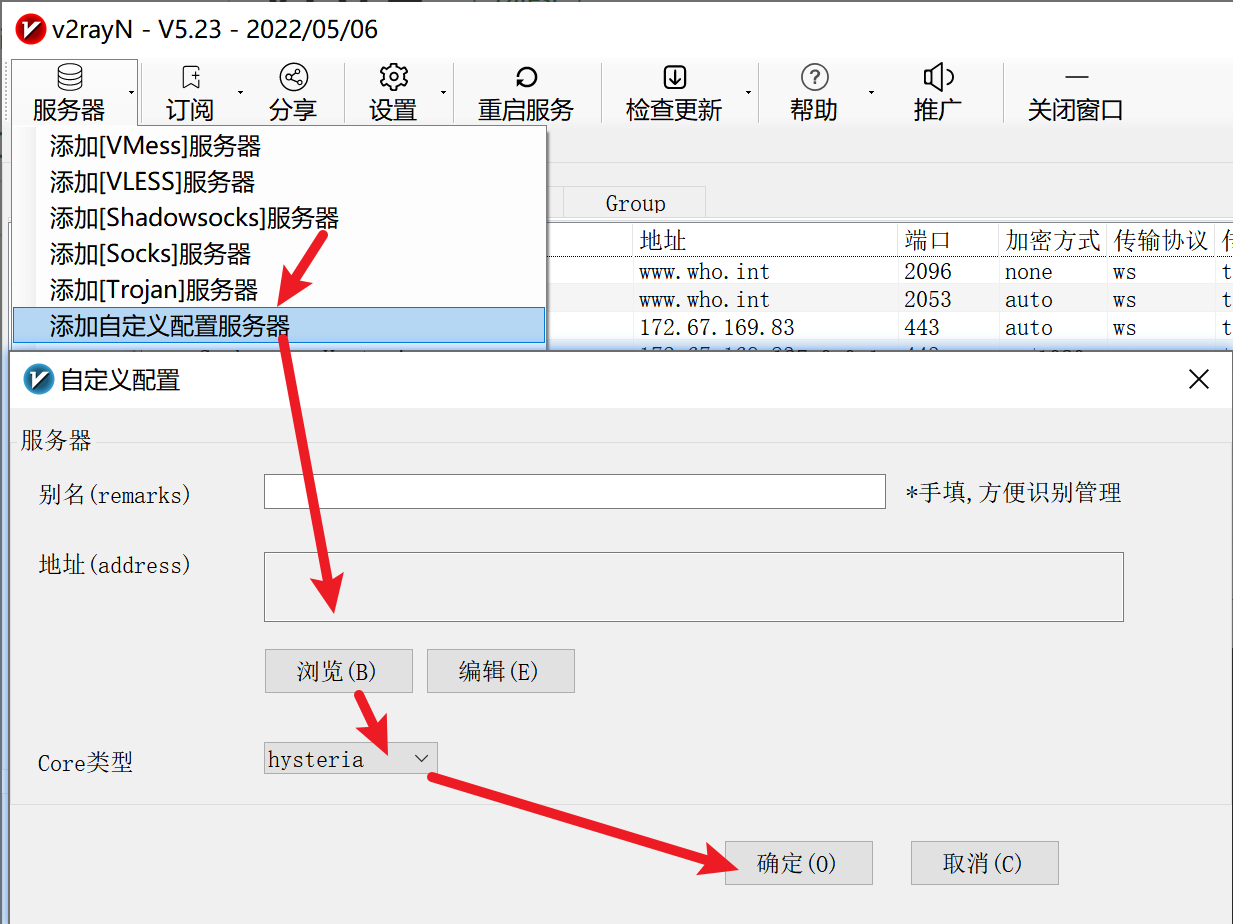 v2rayN - V5.23 - 2022/05/06
服务器 订阅 分享 设置 重启服务 检查更新 帮助 推广 关闭窗口
添加[VMess]服务器
添加[VLESS]服务器
添加[Shadowsocks]服务器
添加[Socks]服务器
添加[Trojan]服务器
添加自定义配置服务器
Group
地址 端口 加密方式 传输协议
www.who.int 2096 none ws
www.who.int 2053 auto ws
172.67.169.83 443 auto ws
自定义配置
服务器
别名(remarks) *手填,方便识别管理
地址(address)
浏览(B) 编辑(E)
Core类型 hysteria
确定(O) 取消(C)